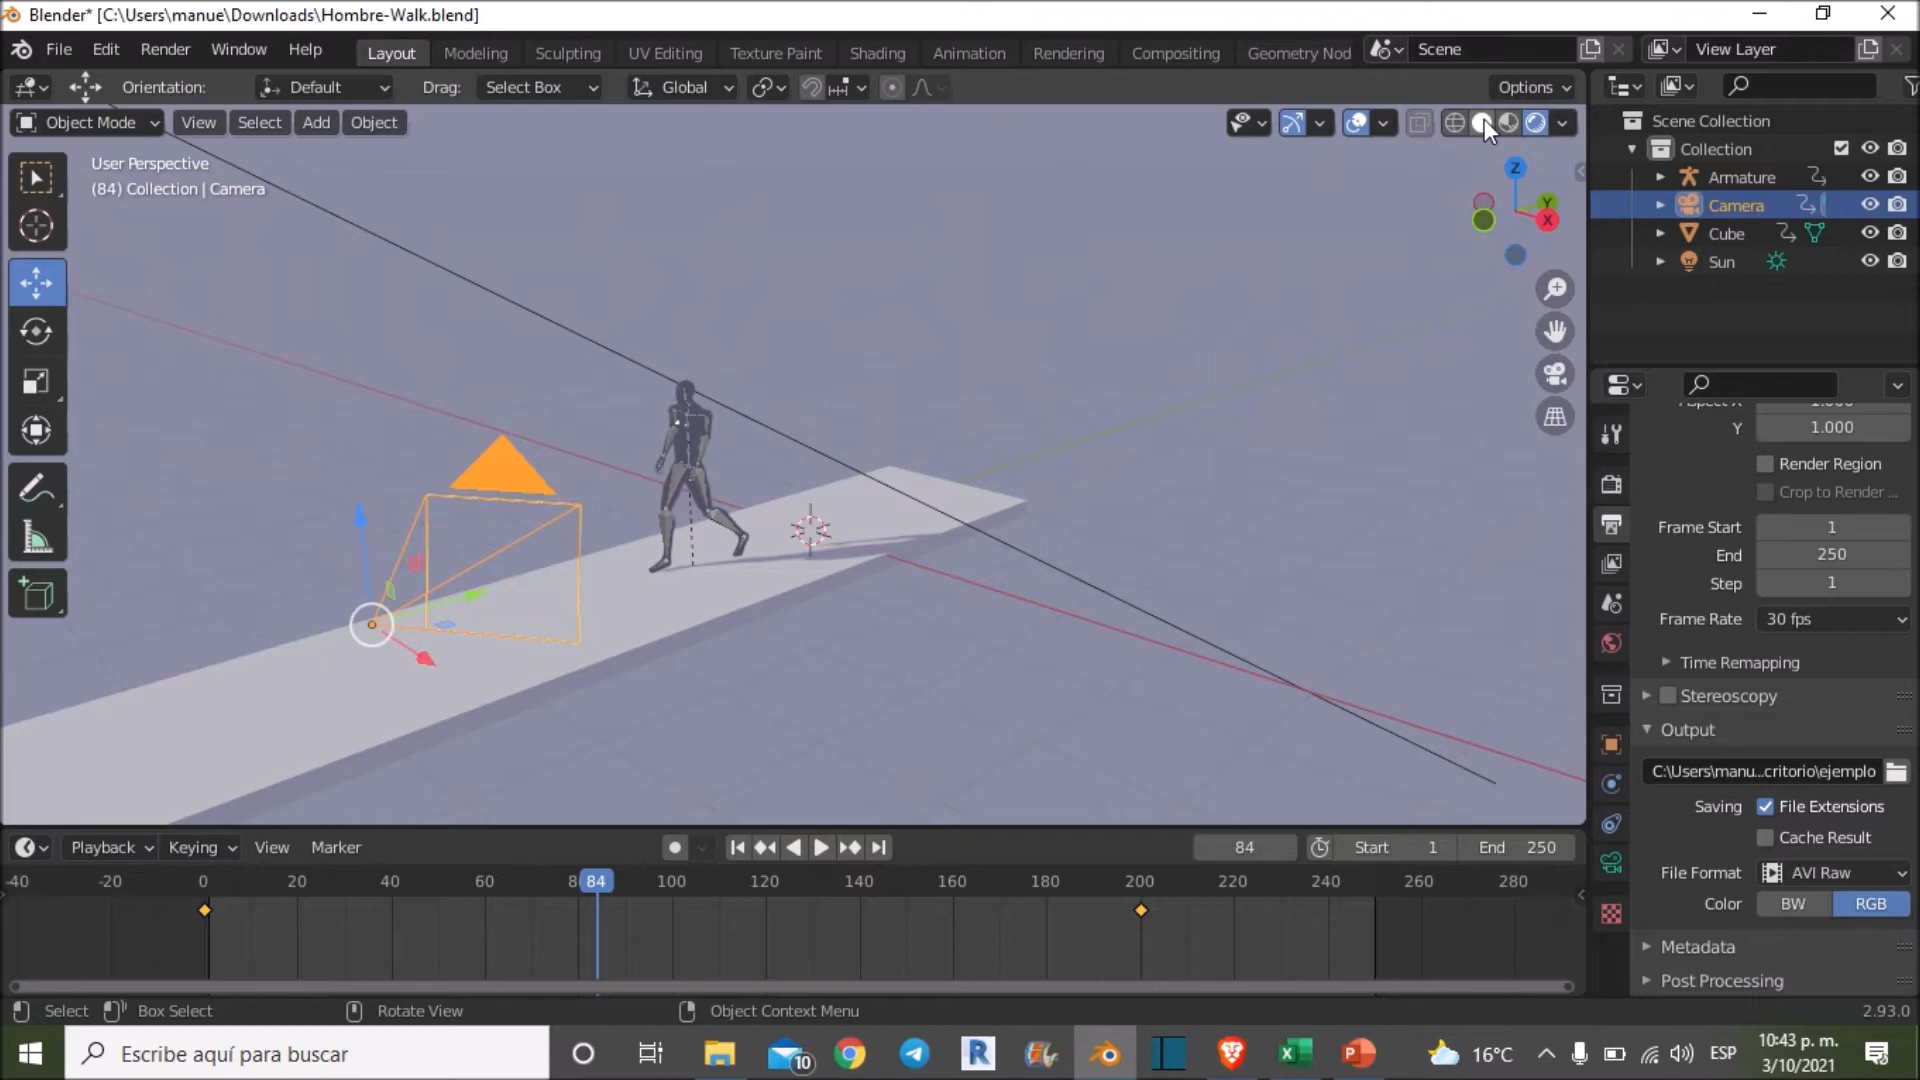 Blender* [C:\Users\manue\Downloads\Hombre-Walk.blend]
File Edit Render Window Help Layout Modeling Sculpting UV Editing Texture Paint Shading Animation Rendering Compositing Geometry Nod Scene View Layer
Orientation: Default Drag: Select Box Global Options
Object Mode View Select Add Object
User Perspective
(84) Collection | Camera
Z
Y
X
Scene Collection
Collection
Armature
Camera
Cube
Sun
Y 1.000
Render Region
Crop to Render ...
Frame Start 1
End 250
Step 1
Frame Rate 30 fps
Time Remapping
Stereoscopy
Output
C:\Users\manu...critorio\ejemplo
Saving File Extensions
Cache Result
File Format AVI Raw
Color BW RGB
Metadata
Post Processing
Playback Keying View Marker 84 Start 1 End 250
-40 -20 0 20 40 60 84 100 120 140 160 180 200 220 240 260 280
Select Box Select Rotate View Object Context Menu 2.93.0
Escribe aquí para buscar 10 16°C ESP
10:43 p. m.
3/10/2021